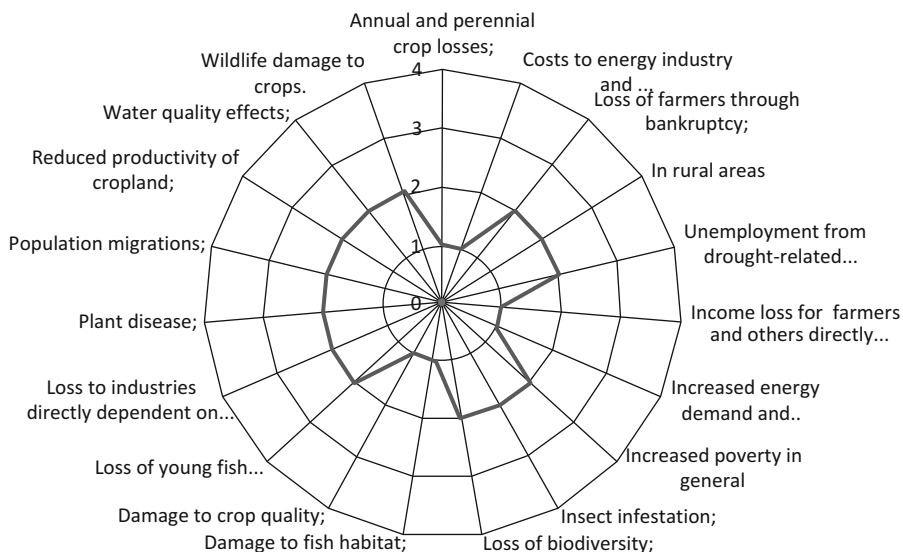 Annual and perennial
crop losses;
Costs to energy industry
and ...
Loss of farmers through
bankruptcy;
In rural areas
Unemployment from
drought-related...
Income loss for farmers
and others directly...
Increased energy
demand and..
Increased poverty in
general
Insect infestation;
Loss of biodiversity;
Damage to fish habitat;
Damage to crop quality;
Loss of young fish...
Loss to industries
directly dependent on...
Plant disease;
Population migrations;
Reduced productivity of
cropland;
Water quality effects;
Wildlife damage to
crops.
4
3
2
1
0